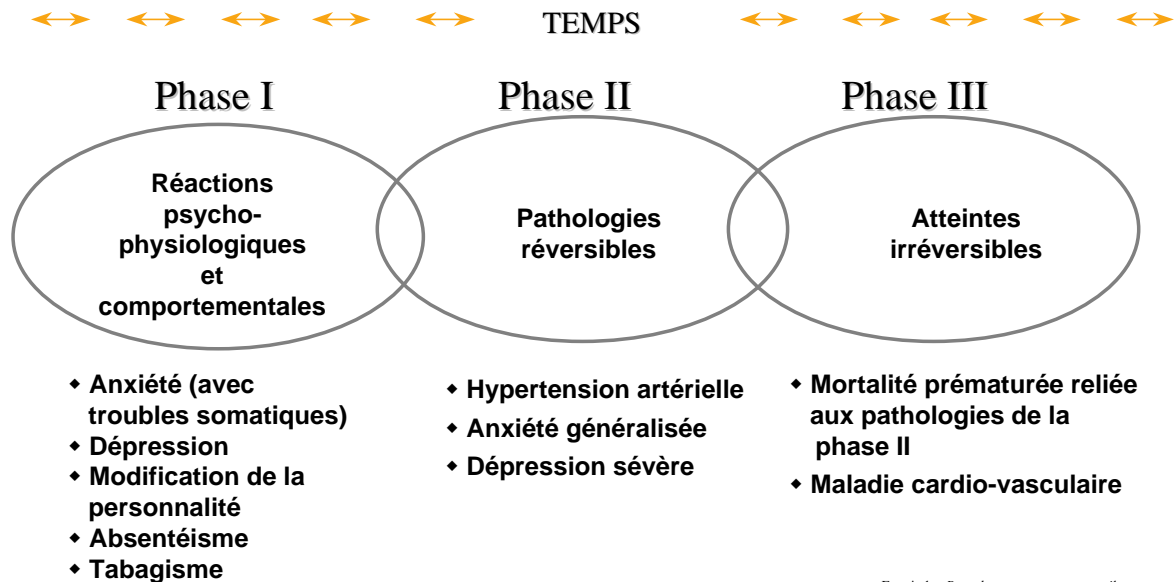 TEMPS
Phase I
Phase II
Phase III
Réactions
psycho-
physiologiques
et
comportementales
Pathologies
réversibles
Atteintes
irréversibles
◆ Anxiété (avec
troubles somatiques)
◆ Dépression
◆ Modification de la
personnalité
◆ Absentéisme
◆ Tabagisme
◆ Hypertension artérielle
◆ Anxiété généralisée
◆ Dépression sévère
◆ Mortalité prématurée reliée
aux pathologies de la
phase II
◆ Maladie cardio-vasculaire